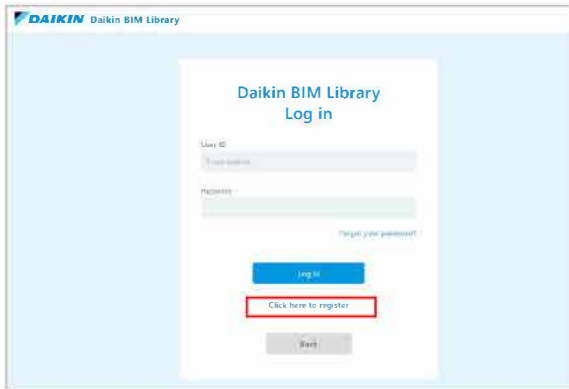 DAIKIN Daikin BIM Library
Daikin BIM Library
Log in
User ID
Password
Forgot your password?
Log in
Click here to register
Back